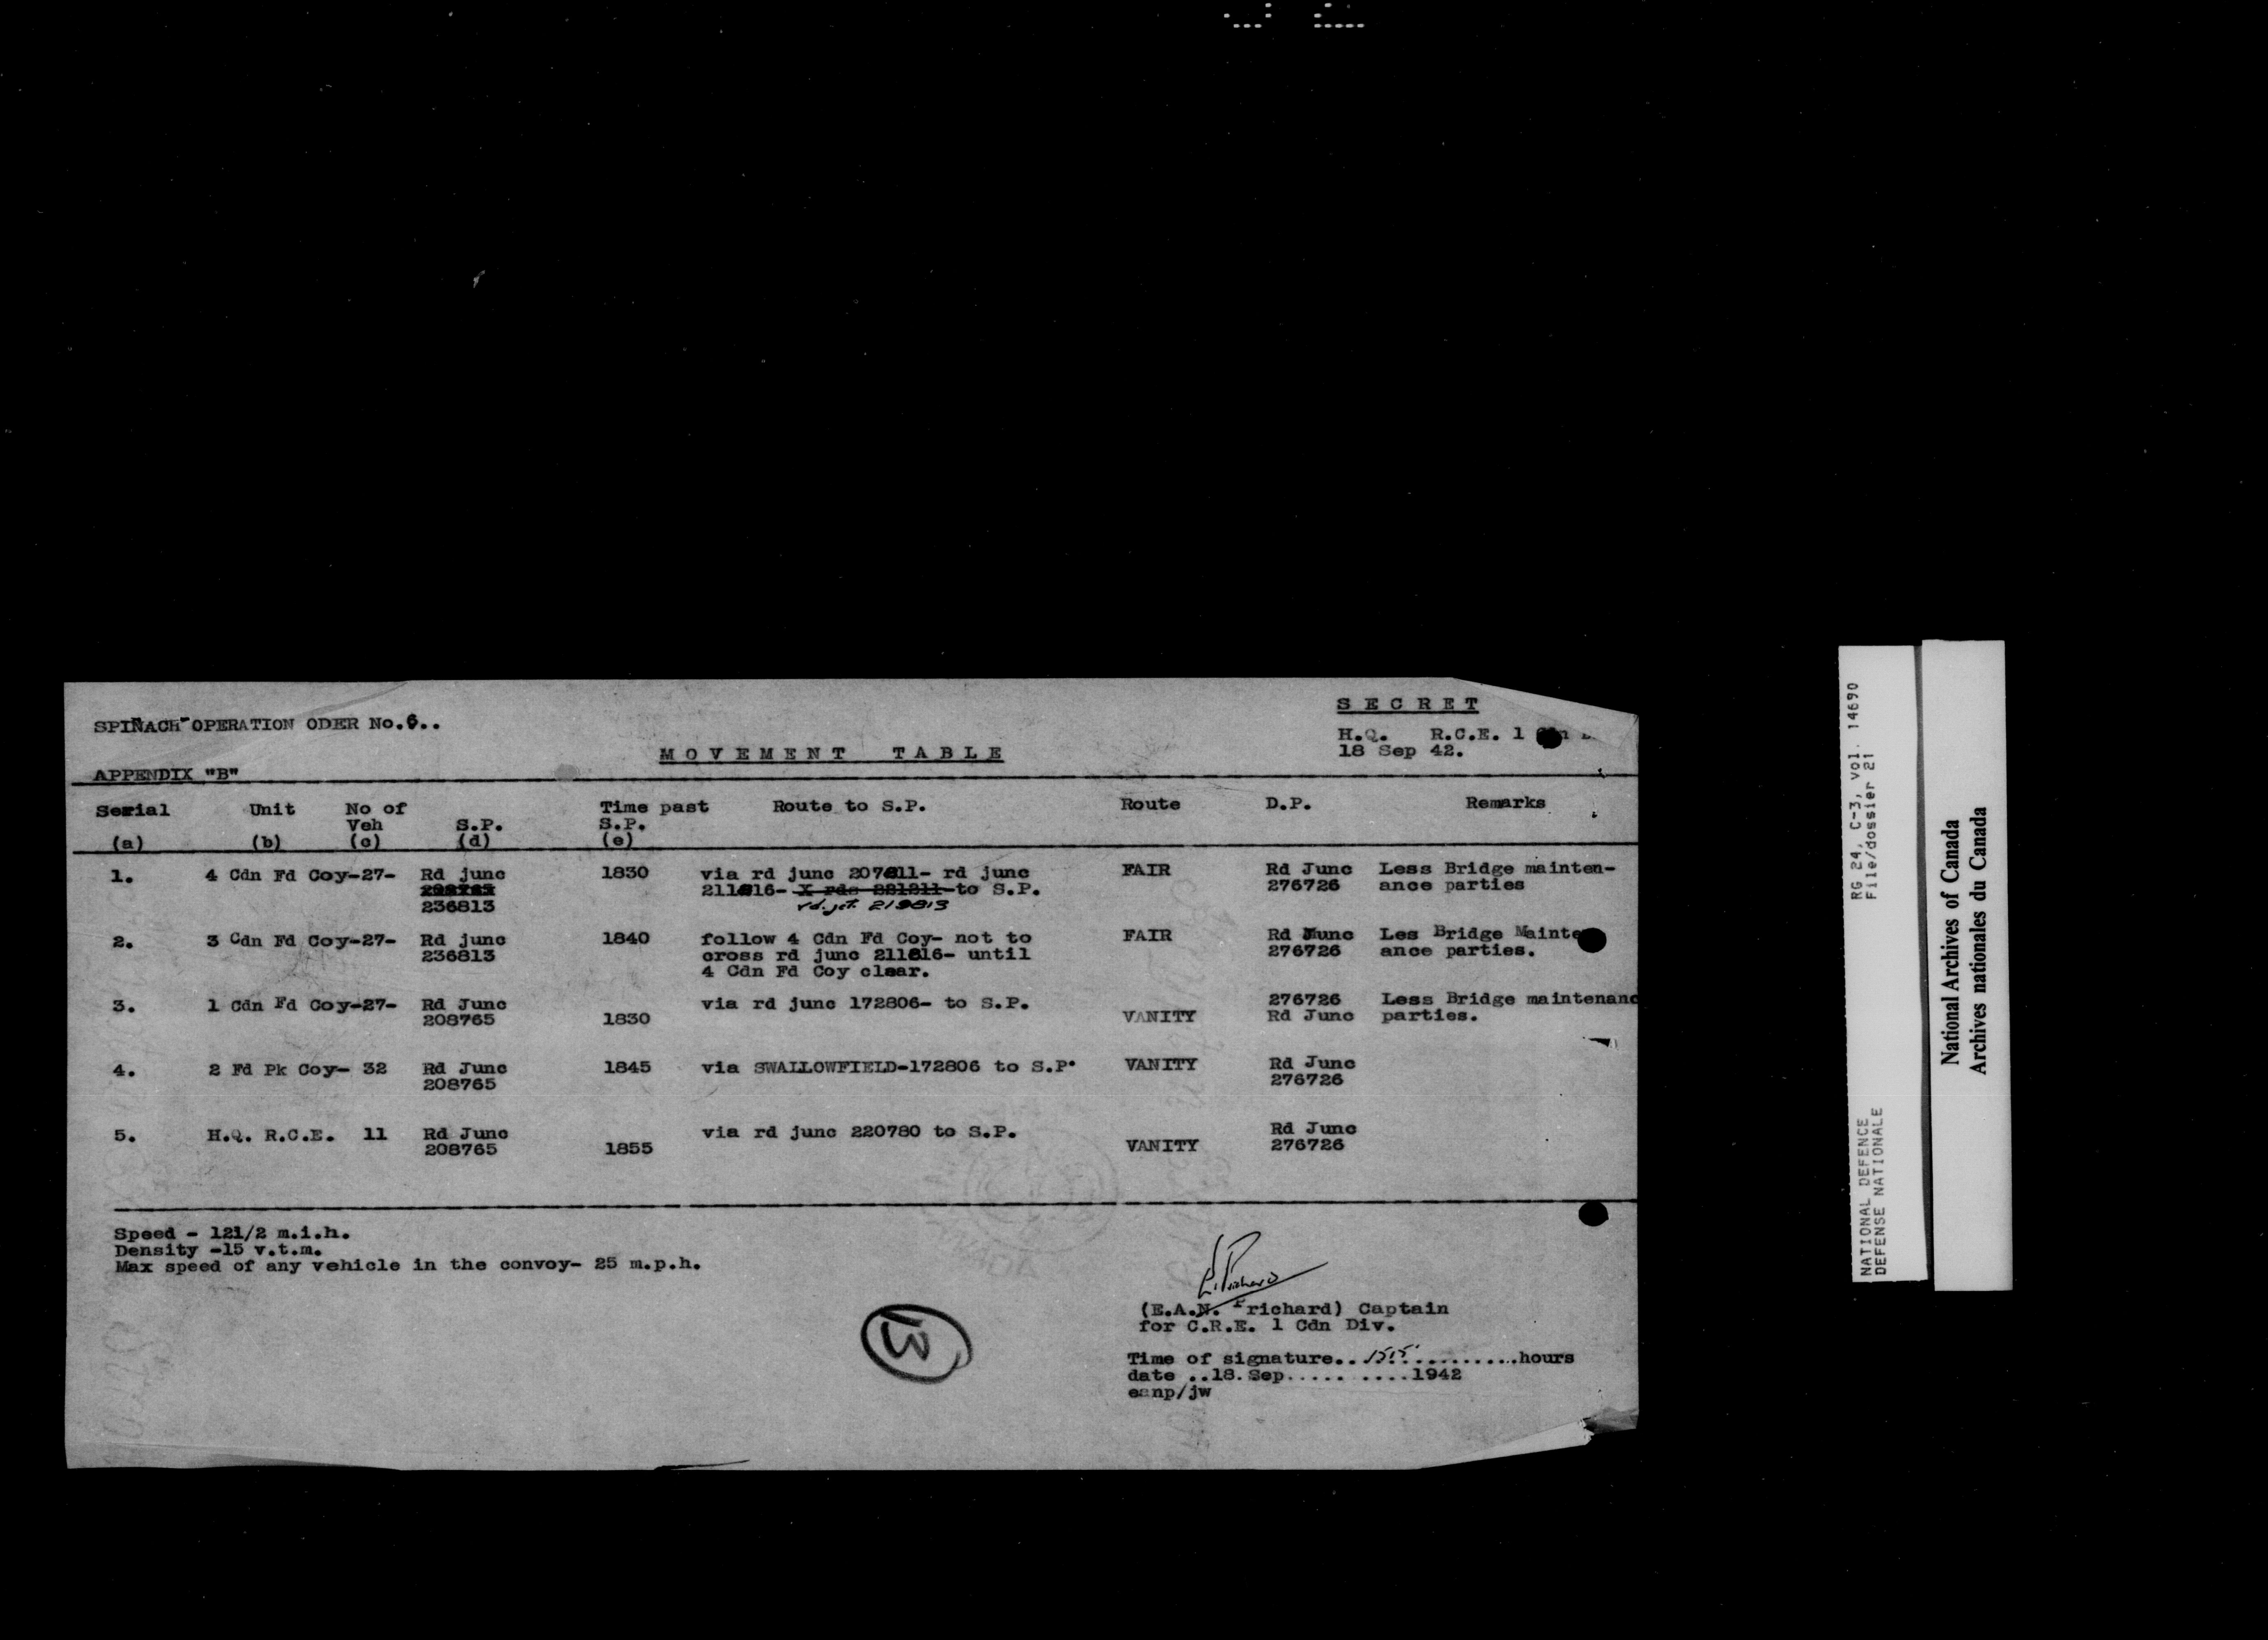 SECRET
SPINACH OPERATION ODER No.6..
H.Q. R.C.E. 1
MOVEMENT TABLE
18 Sep 42.
APPENDIX "B"
Serial Unit No of Time past Route to S.P. Route D.P. Remarks
Veh S.P. S.P.
(a) (b) (c) (d) (e)
1. 4 Cdn Fd Coy-27- Rd junc 1830 via rd junc 207811- rd junc FAIR Rd Junc Less Bridge mainten-
211816- X rds 221811 to S.P. 276726 ance parties
236813 rd. jct. 219813
2. 3 Cdn Fd Coy-27- Rd junc 1840 follow 4 Cdn Fd Coy- not to FAIR Rd Junc Les Bridge Mainte
236813 cross rd junc 211816- until 276726 ance parties.
4 Cdn Fd Coy clear.
3. 1 Cdn Fd Coy-27- Rd Junc via rd junc 172806- to S.P. 276726 Less Bridge maintenanc
208765 1830 VANITY Rd Junc parties.
4. 2 Fd Pk Coy- 32 Rd Junc 1845 via SWALLOWFIELD-172806 to S.P. VANITY Rd Junc
208765 276726
5. H.Q. R.C.E. 11 Rd Junc via rd junc 220780 to S.P. Rd Junc
208765 1855 VANITY 276726
Speed - 121/2 m.i.h.
Density -15 v.t.m.
Max speed of any vehicle in the convoy- 25 m.p.h.
(E.A.N. Prichard) Captain
for C.R.E. 1 Cdn Div.
13
Time of signature..1515...........hours
date ..18.Sep..... ....1942
eanp/jw
NATIONAL DEFENCE RG 24, C-3, vol. 14690
DEFENSE NATIONALE File/dossier 21
National Archives of Canada
Archives nationales du Canada